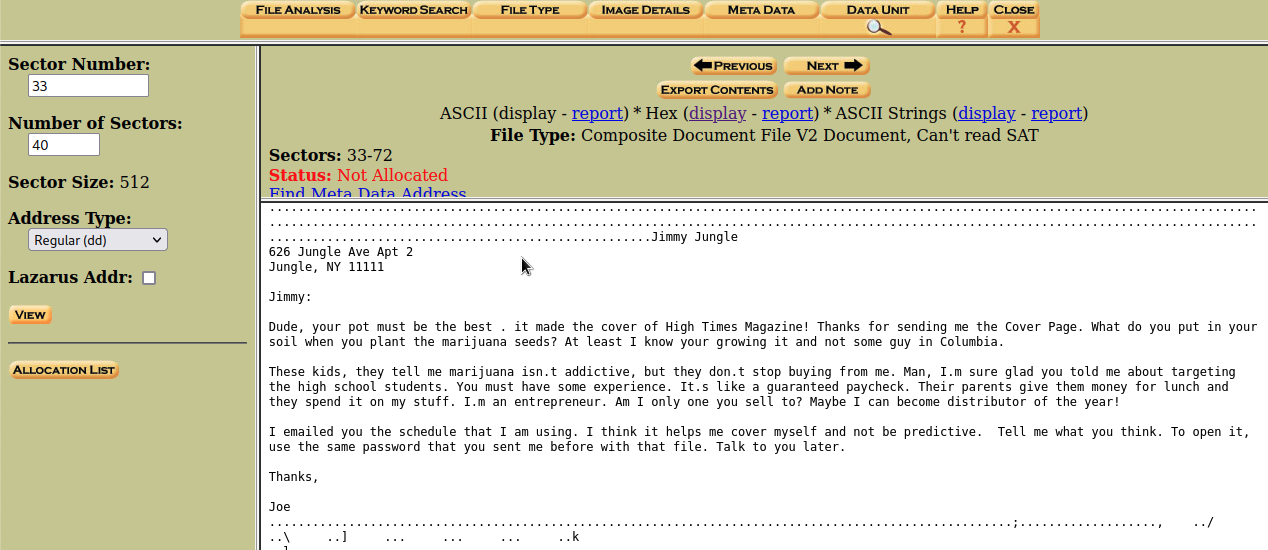 FILE ANALYSIS KEYWORD SEARCH FILE TYPE IMAGE DETAILS META DATA DATA UNIT HELP CLOSE
? X
Sector Number:
33
Number of Sectors:
40
Sector Size: 512
Address Type:
Regular (dd)
Lazarus Addr:
VIEW
ALLOCATION LIST
PREVIOUS NEXT
EXPORT CONTENTS ADD NOTE
ASCII (display - report) * Hex (display - report) * ASCII Strings (display - report)
File Type: Composite Document File V2 Document, Can't read SAT
Sectors: 33-72
Status: Not Allocated
Find Meta Data Address
.........................................................................................................................................
.........................................................................................................................................
.....................................................Jimmy Jungle
626 Jungle Ave Apt 2
Jungle, NY 11111
Jimmy:
Dude, your pot must be the best . it made the cover of High Times Magazine! Thanks for sending me the Cover Page. What do you put in your
soil when you plant the marijuana seeds? At least I know your growing it and not some guy in Columbia.
These kids, they tell me marijuana isn.t addictive, but they don.t stop buying from me. Man, I.m sure glad you told me about targeting
the high school students. You must have some experience. It.s like a guaranteed paycheck. Their parents give them money for lunch and
they spend it on my stuff. I.m an entrepreneur. Am I only one you sell to? Maybe I can become distributor of the year!
I emailed you the schedule that I am using. I think it helps me cover myself and not be predictive.  Tell me what you think. To open it,
use the same password that you sent me before with that file. Talk to you later.
Thanks,
Joe
.......................................................................................................;...................,    ../
..\     ..]     ...     ...     ...     ..k